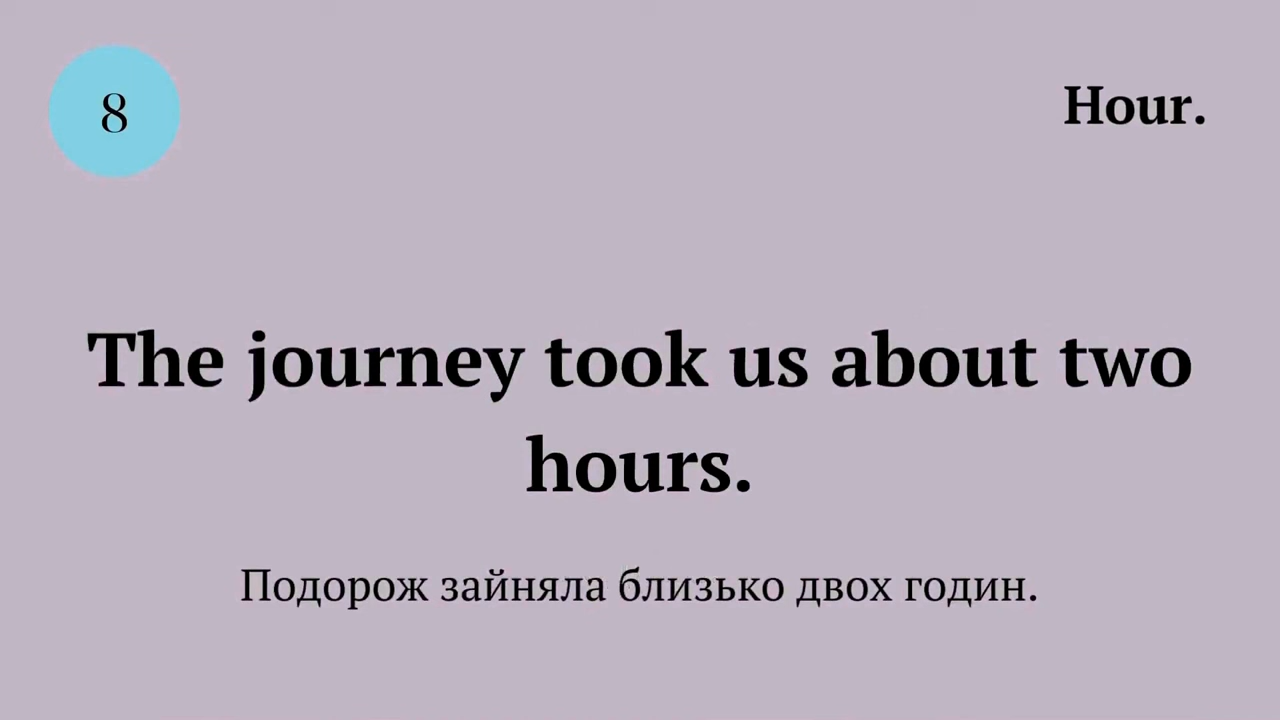 8
Hour.
The journey took us about two
hours.
Подорож зайняла близько двох годин.